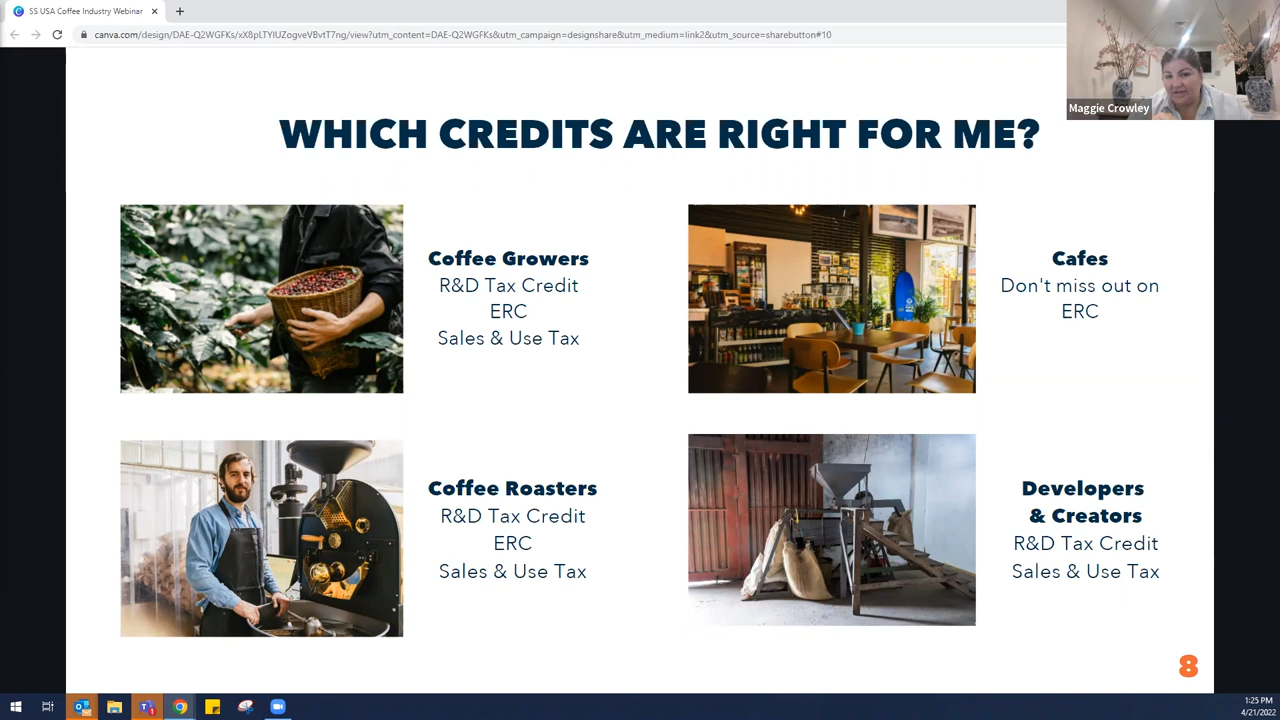 SS USA Coffee Industry Webinar
canva.com/design/DAE-Q2WGFKs/xX8pLTYIUZogveVBvtT7ng/view?utm_content=DAE-Q2WGFKs&utm_campaign=designshare&utm_medium=link2&utm_source=sharebutton#10
Maggie Crowley
WHICH CREDITS ARE RIGHT FOR ME?
Coffee Growers
R&D Tax Credit
ERC
Sales & Use Tax
Cafes
Don't miss out on
ERC
Coffee Roasters
R&D Tax Credit
ERC
Sales & Use Tax
Developers
& Creators
R&D Tax Credit
Sales & Use Tax
8
1:25 PM
4/21/2022